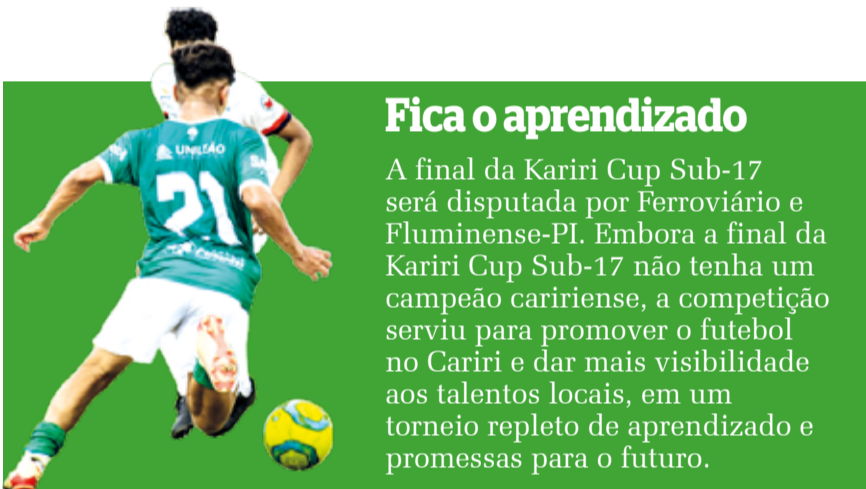 UNILEÃO
21
Fica o aprendizado
A final da Kariri Cup Sub-17
será disputada por Ferroviário e
Fluminense-PI. Embora a final da
Kariri Cup Sub-17 não tenha um
campeão caririense, a competição
serviu para promover o futebol
no Cariri e dar mais visibilidade
aos talentos locais, em um
torneio repleto de aprendizado e
promessas para o futuro.